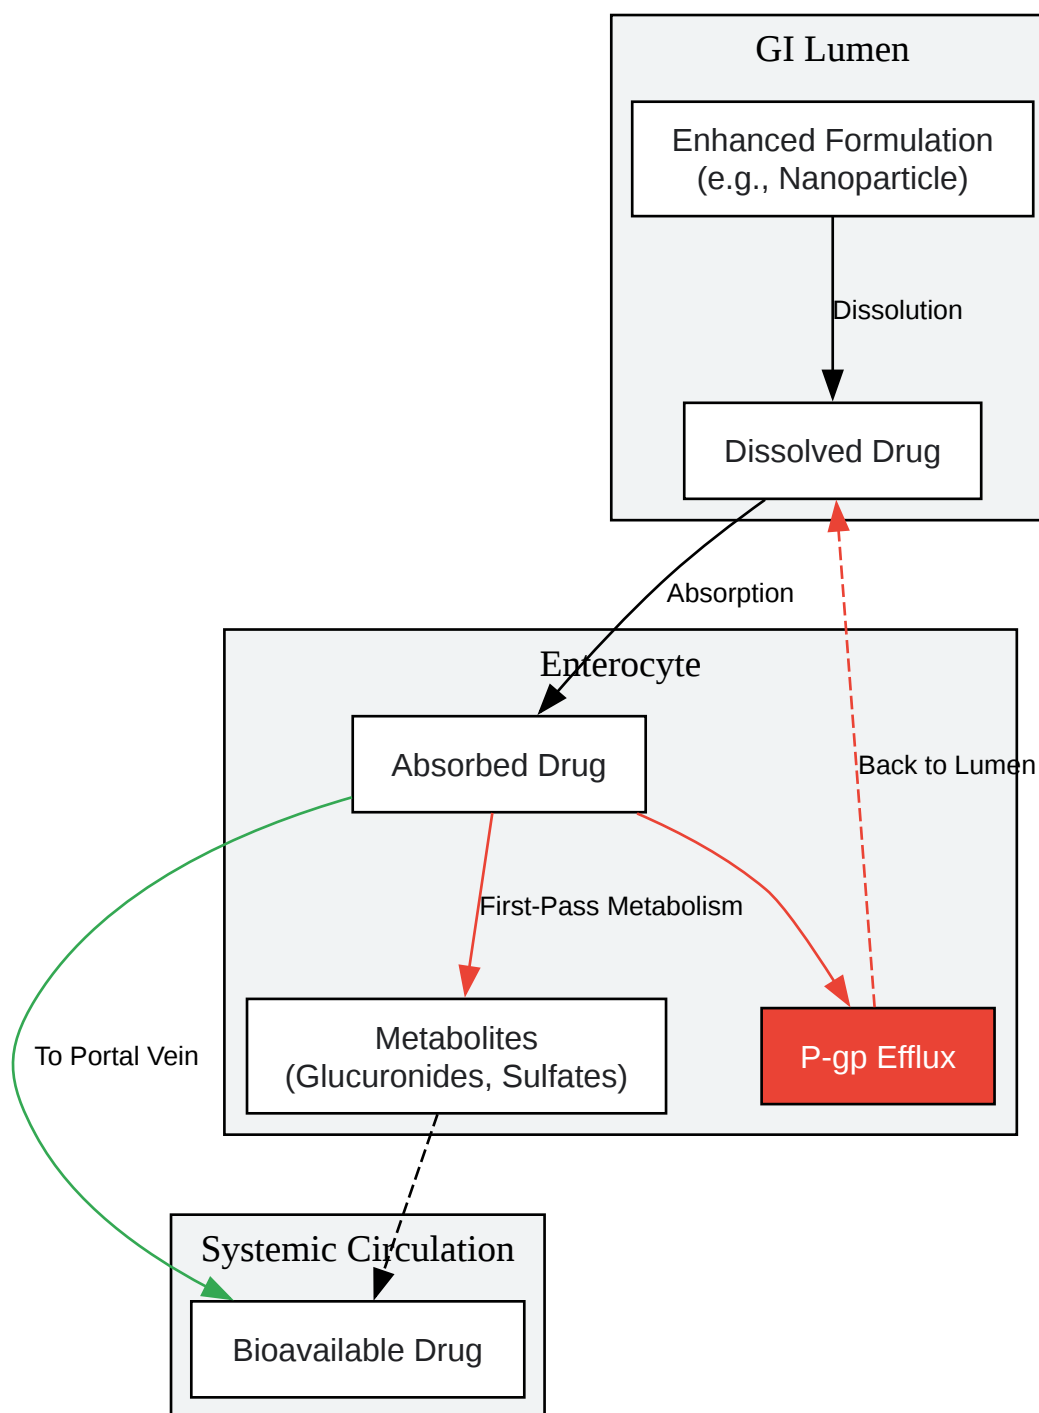 GI Lumen
Enhanced Formulation
(e.g., Nanoparticle)
Dissolution
Dissolved Drug
Absorption
Enterocyte
Absorbed Drug
Back to Lumen
First-Pass Metabolism
Metabolites
(Glucuronides, Sulfates)
P-gp Efflux
To Portal Vein
Systemic Circulation
Bioavailable Drug